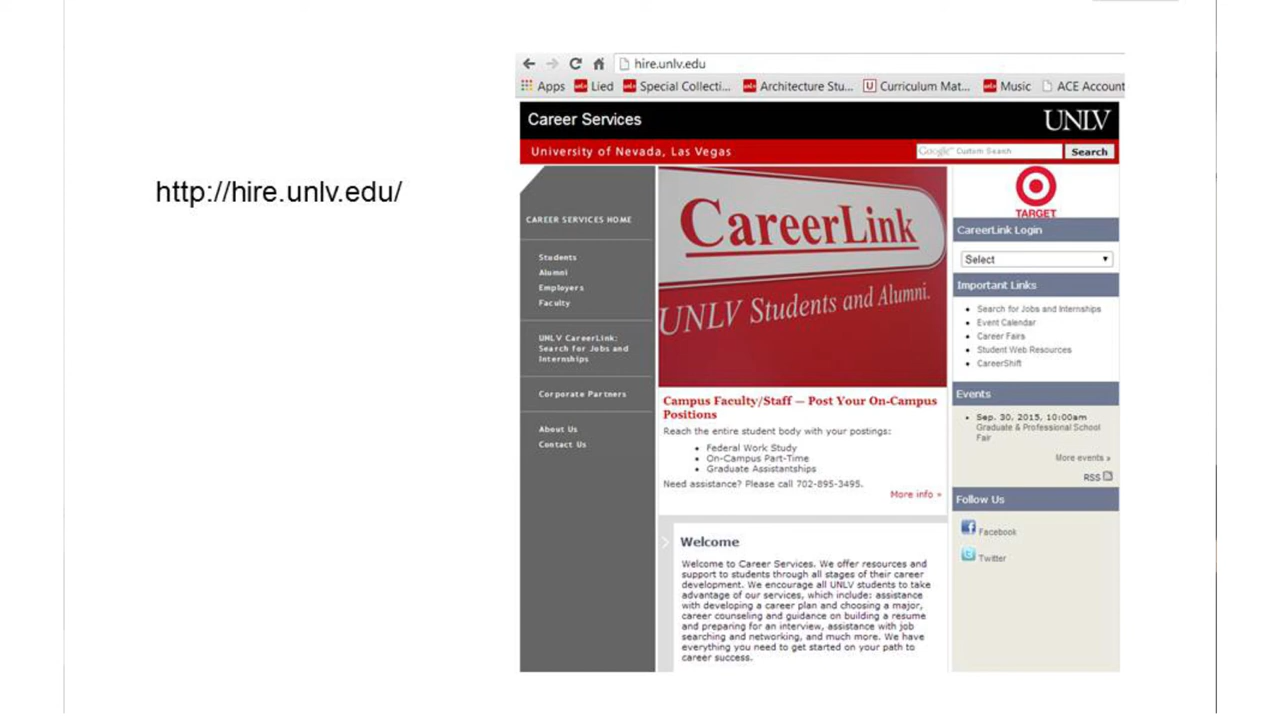 http://hire.unlv.edu/
hire.unlv.edu
Apps Lied Special Collecti... Architecture Stu... Curriculum Mat... Music ACE Account
Career Services UNLV
University of Nevada, Las Vegas Google™ Custom Search Search
CAREER SERVICES HOME
Students
Alumni
Employers
Faculty
UNLV CareerLink:
Search for Jobs and
Internships
Corporate Partners
About Us
Contact Us
CareerLink
UNLV Students and Alumni.
Campus Faculty/Staff — Post Your On-Campus
Positions
Reach the entire student body with your postings:
• Federal Work Study
• On-Campus Part-Time
• Graduate Assistantships
Need assistance? Please call 702-895-3495.
More info »
Welcome
Welcome to Career Services. We offer resources and
support to students through all stages of their career
development. We encourage all UNLV students to take
advantage of our services, which include: assistance
with developing a career plan and choosing a major,
career counseling and guidance on building a resume
and preparing for an interview, assistance with job
searching and networking, and much more. We have
everything you need to get started on your path to
career success.
TARGET
CareerLink Login
Select
Important Links
• Search for Jobs and Internships
• Event Calendar
• Career Fairs
• Student Web Resources
• CareerShift
Events
• Sep. 30, 2015, 10:00am
Graduate & Professional School
Fair
More events »
RSS
Follow Us
Facebook
Twitter